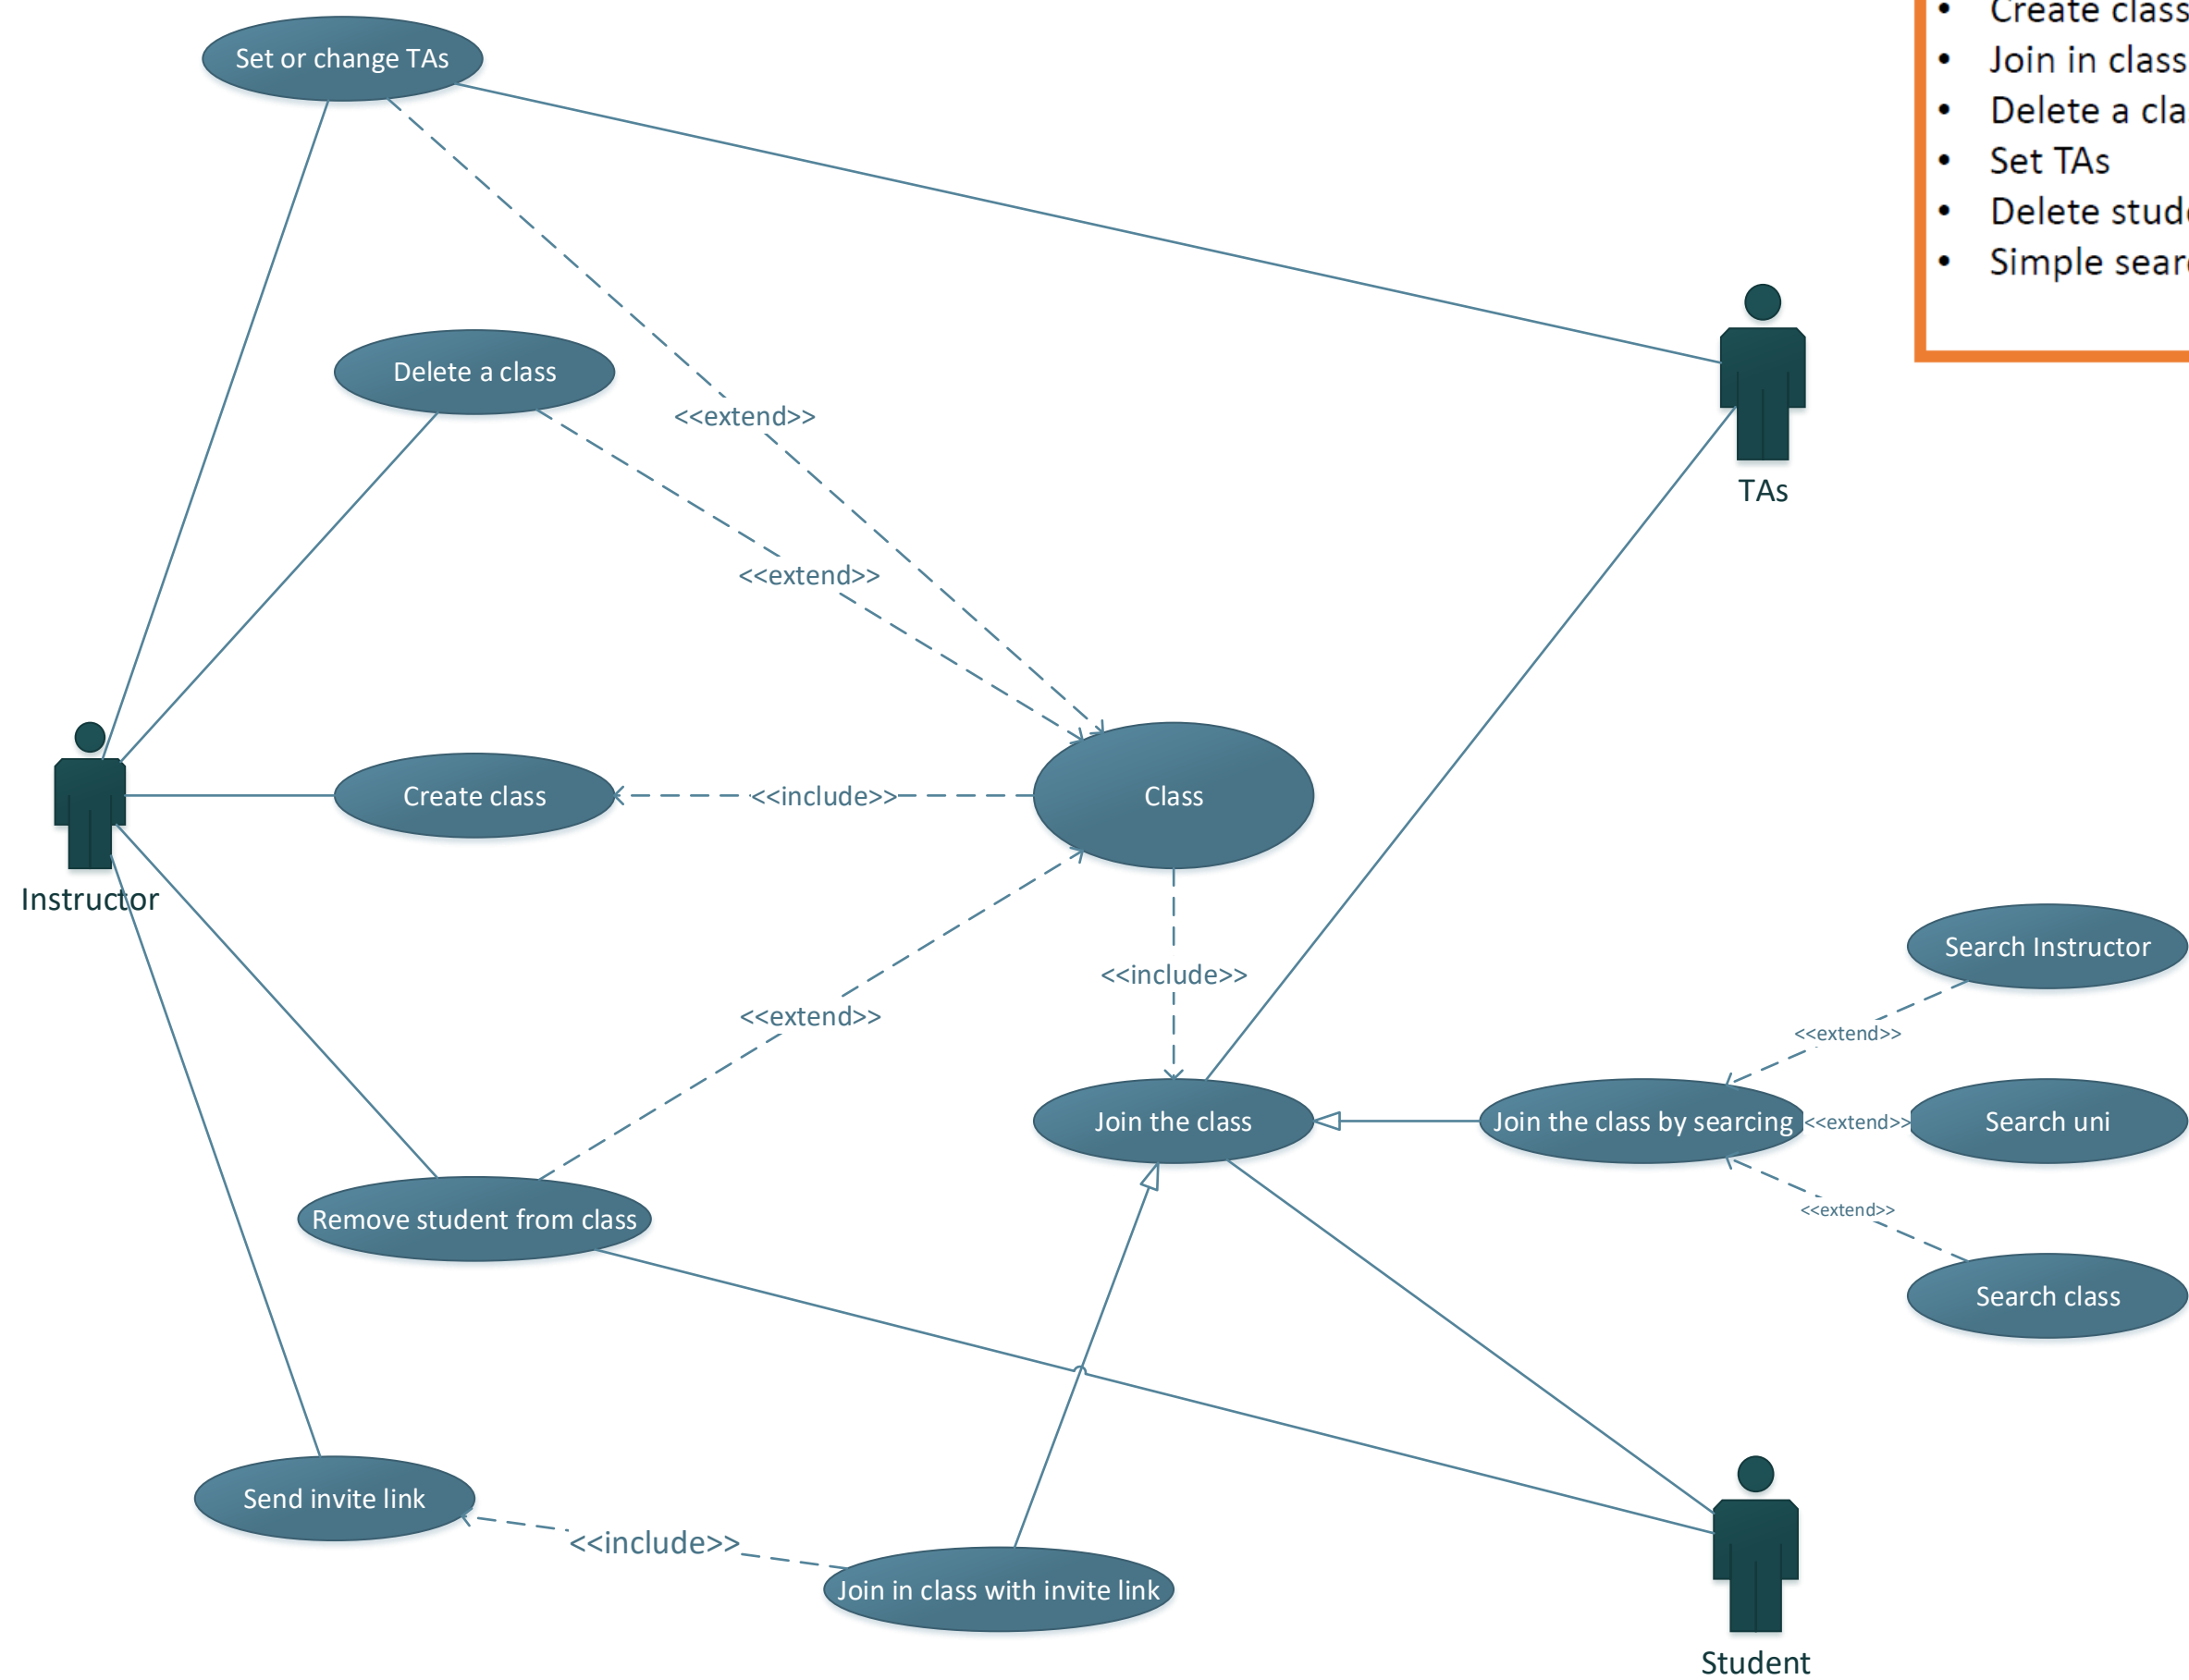 Set or change TAs
• Create class
• Join in class
• Delete a
• Set TAs
• Delete
• Simple
<<extend>>
Delete a class
TAs
<<extend>>
Create class
<<include>>
Class
Instructor
Search Instructor
<<include>>
<<extend>>
<<extend>>
Join the class
Join the class by searcing
<<extend>>
Search uni
Remove student from class
<<extend>>
Search class
Send invite link
<<include>>
Join in class with invite link
Student